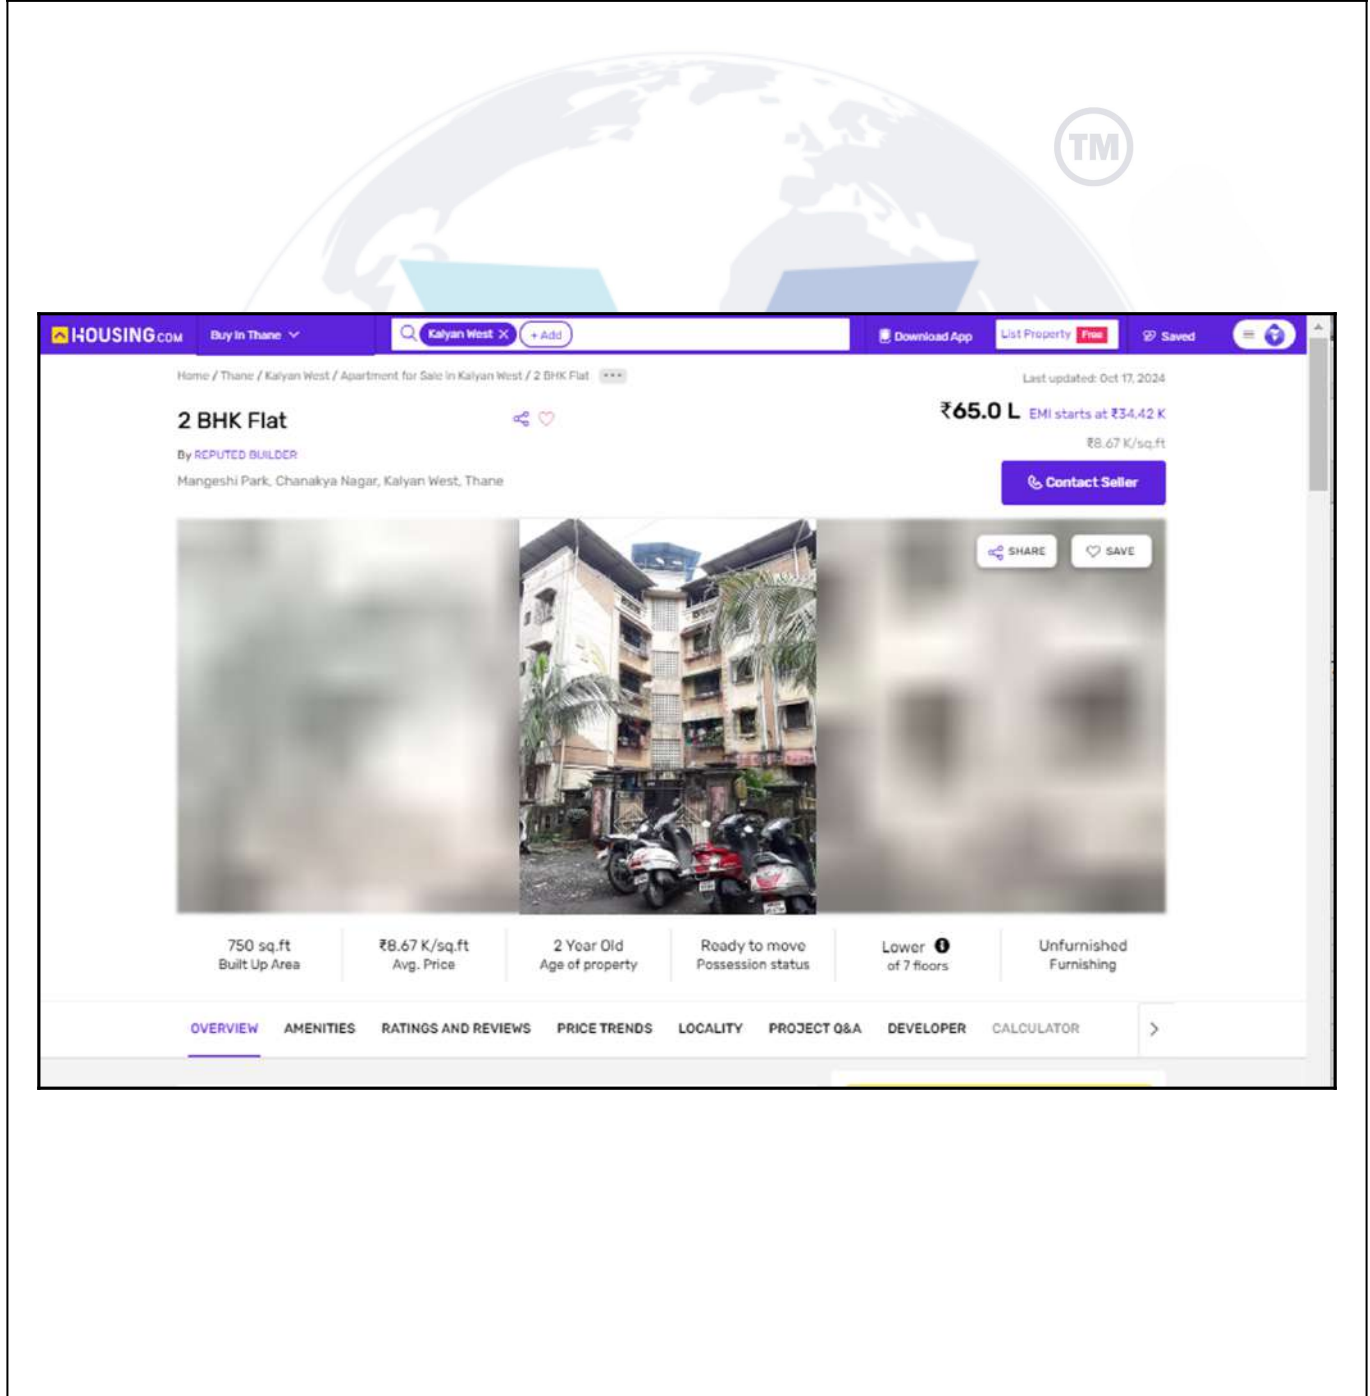 TM
HOUSING.COM Buy in Thane Kalyan West × + Add Download App List Property Free Saved
Home / Thane / Kalyan West / Apartment for Sale in Kalyan West / 2 BHK Flat ...
Last updated: Oct 17, 2024
2 BHK Flat
₹65.0 L EMI starts at ₹34.42 K
₹8.67 K/sq.ft
By REPUTED BUILDER
Mangeshi Park, Chanakya Nagar, Kalyan West, Thane
Contact Seller
SHARE SAVE
750 sq.ft ₹8.67 K/sq.ft 2 Year Old Ready to move Lower Unfurnished
Built Up Area Avg. Price Age of property Possession status of 7 floors Furnishing
OVERVIEW AMENITIES RATINGS AND REVIEWS PRICE TRENDS LOCALITY PROJECT Q&A DEVELOPER CALCULATOR